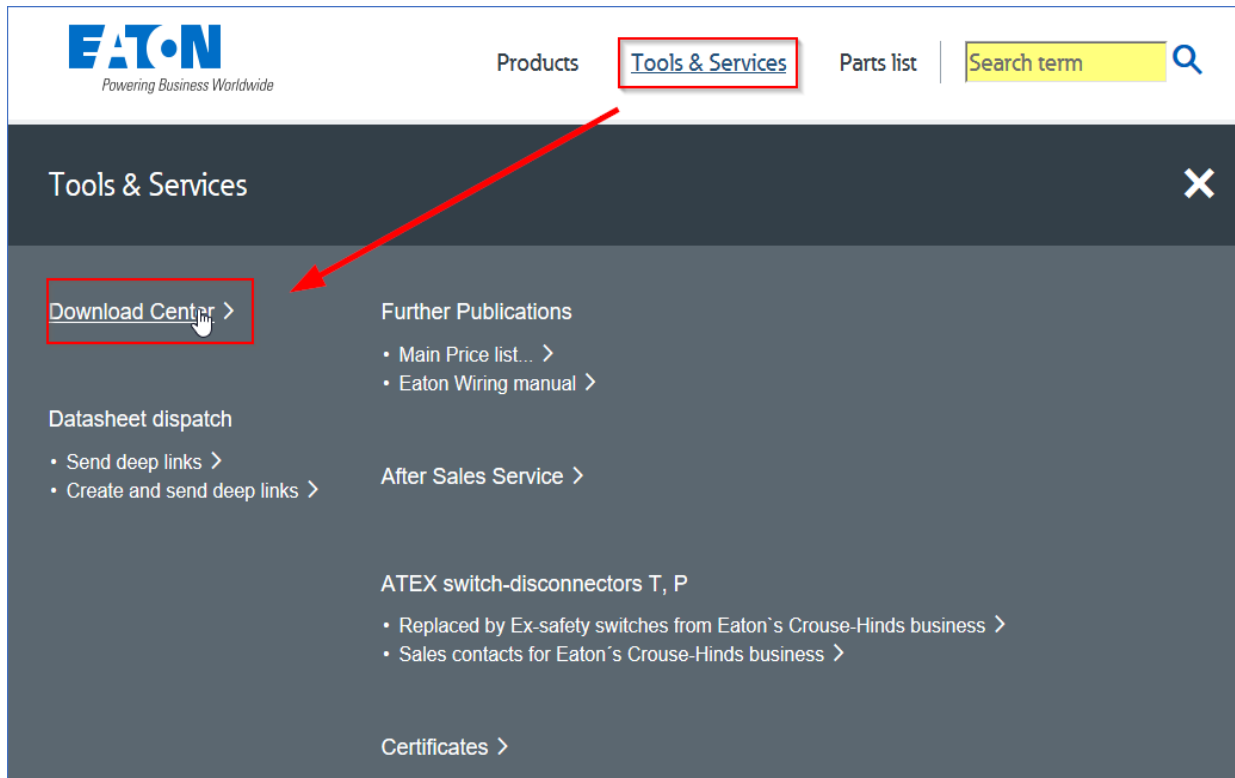 EATON
Powering Business Worldwide
Products
Tools & Services
Parts list
Search term
Tools & Services
Download Center
Datasheet dispatch
• Send deep links
• Create and send deep links
Further Publications
• Main Price list...
• Eaton Wiring manual
After Sales Service
ATEX switch-disconnectors T, P
• Replaced by Ex-safety switches from Eaton`s Crouse-Hinds business
• Sales contacts for Eaton´s Crouse-Hinds business
Certificates